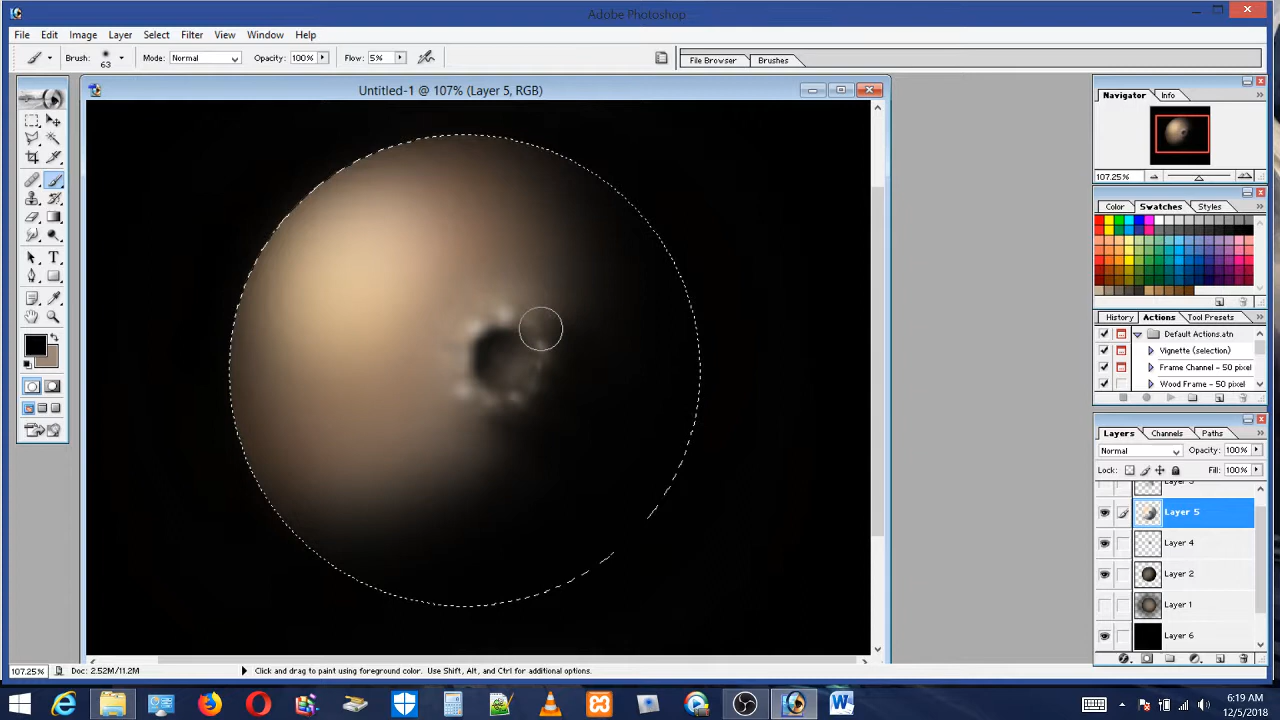 Adobe Photoshop
File Edit Image Layer Select Filter View Window Help
Brush: 63 Mode: Normal Opacity: 100% Flow: 5% File Browser Brushes
Untitled-1 @ 107% (Layer 5, RGB)
Navigator Info
107.25%
Color Swatches Styles
History Actions Tool Presets
Default Actions.atn
Vignette (selection)
Frame Channel - 50 pixel
Wood Frame - 50 pixel
Layers Channels Paths
Normal Opacity: 100%
Lock: Fill: 100%
Layer 5
Layer 4
Layer 2
Layer 1
Layer 6
107.25% Doc: 2.52M/11.2M Click and drag to paint using foreground color. Use Shift, Alt, and Ctrl for additional options.
6:19 AM
12/5/2018